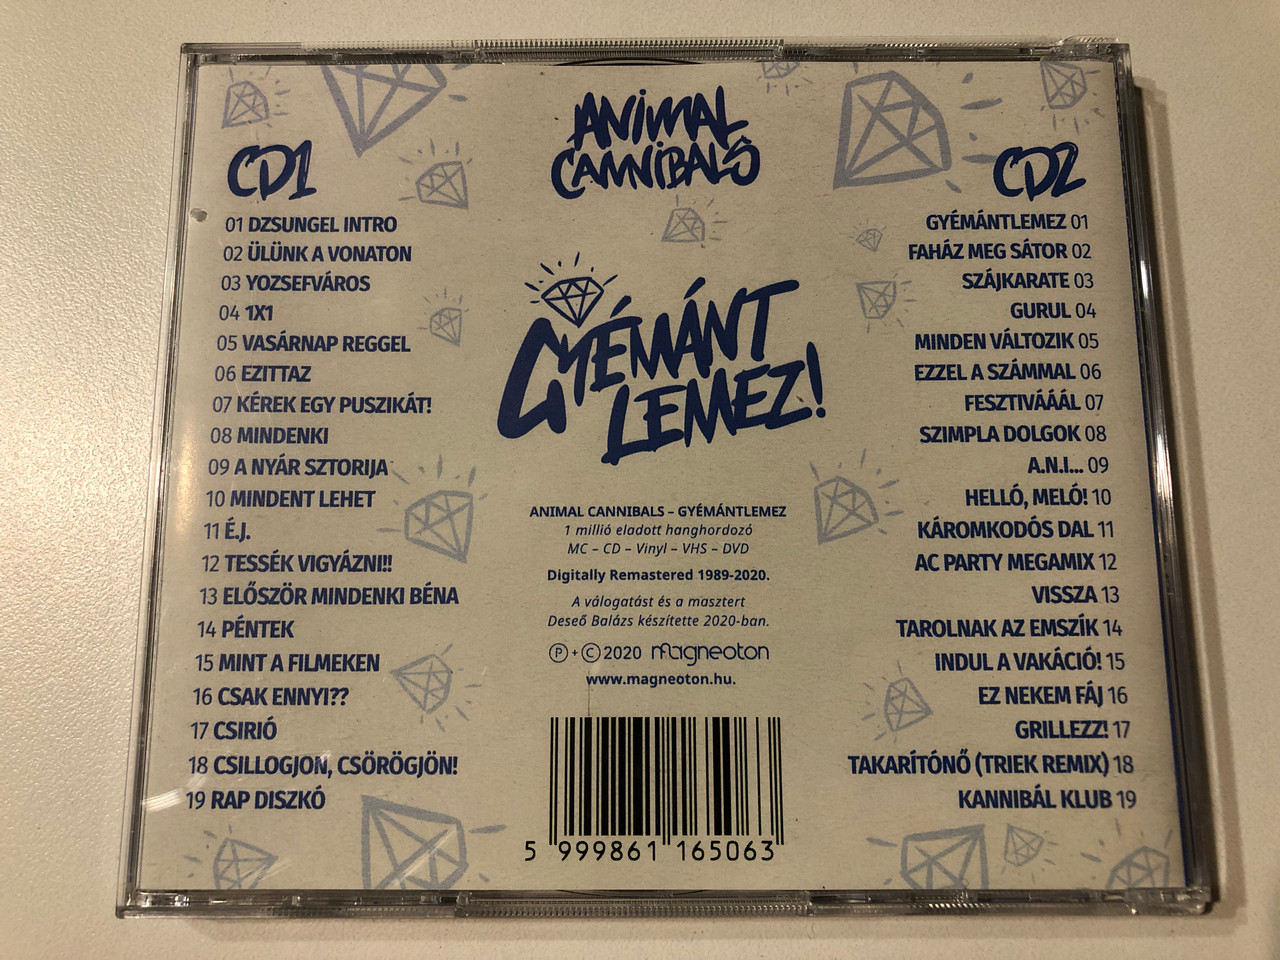 ANIMAL
CANNIBALS
CD1
01 DZSUNGEL INTRO
02 ÜLÜNK A VONATON
03 YOZSEFVÁROS
04 1X1
05 VASÁRNAP REGGEL
06 EZITTAZ
07 KÉREK EGY PUSZIKÁT!
08 MINDENKI
09 A NYÁR SZTORIJA
10 MINDENT LEHET
11 É.J.
12 TESSÉK VIGYÁZNI!!
13 ELŐSZÖR MINDENKI BÉNA
14 PÉNTEK
15 MINT A FILMEKEN
16 CSAK ENNYI??
17 CSIRIÓ
18 CSILLOGJON, CSÖRÖGJÖN!
19 RAP DISZKÓ
GYÉMÁNT
LEMEZ!
ANIMAL CANNIBALS – GYÉMÁNTLEMEZ
1 millió eladott hanghordozó
MC – CD – Vinyl – VHS – DVD
Digitally Remastered 1989-2020.
A válogatást és a masztert
Deseő Balázs készítette 2020-ban.
Ⓟ + Ⓒ 2020 magneoton
www.magneoton.hu.
5 999861 165063
CD2
GYÉMÁNTLEMEZ 01
FAHÁZ MEG SÁTOR 02
SZÁJKARATE 03
GURUL 04
MINDEN VÁLTOZIK 05
EZZEL A SZÁMMAL 06
FESZTIVÁÁÁL 07
SZIMPLA DOLGOK 08
A.N.I... 09
HELLÓ, MELÓ! 10
KÁROMKODÓS DAL 11
AC PARTY MEGAMIX 12
VISSZA 13
TAROLNAK AZ EMSZÍK 14
INDUL A VAKÁCIÓ! 15
EZ NEKEM FÁJ 16
GRILLEZZ! 17
TAKARÍTÓNŐ (TRIEK REMIX) 18
KANNIBÁL KLUB 19